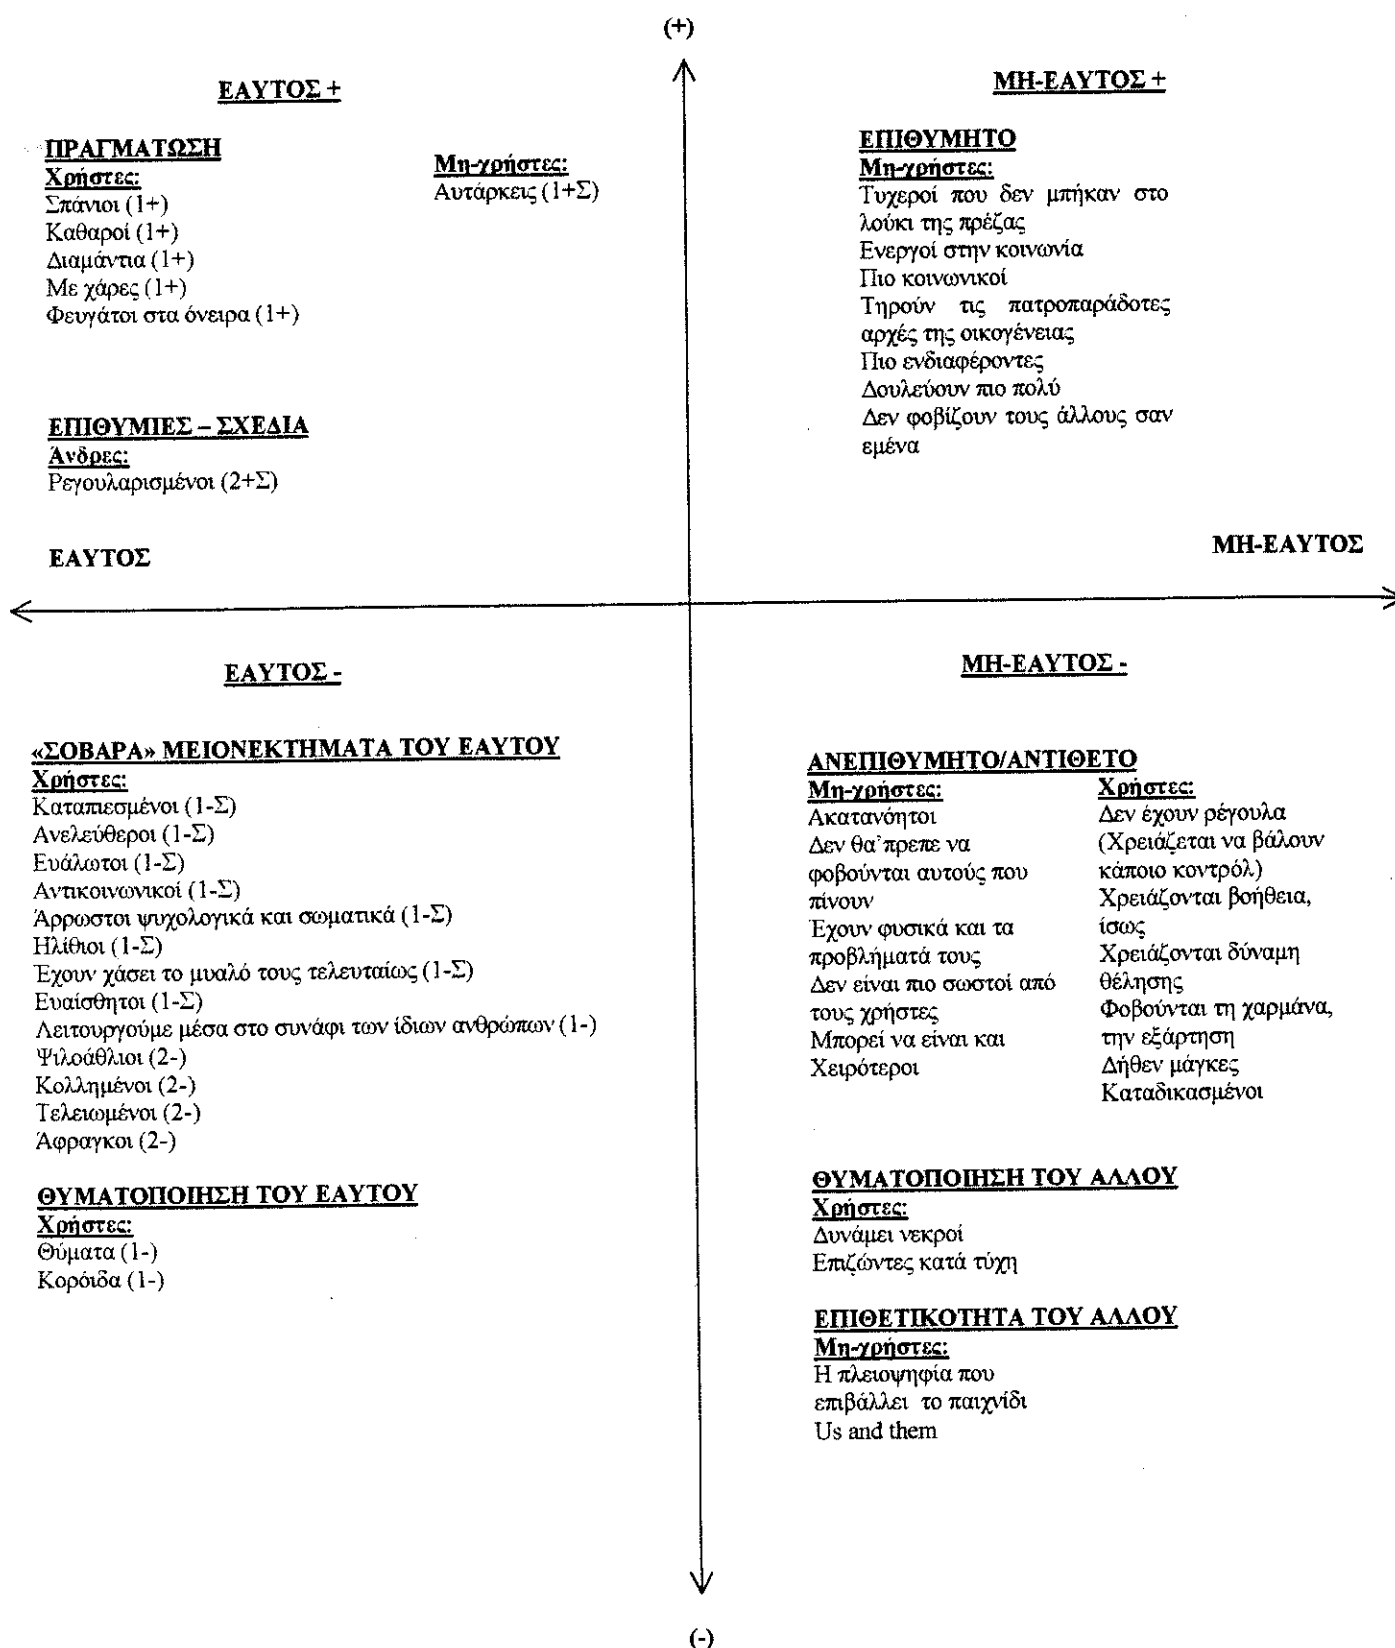 (+)
ΕΑΥΤΟΣ +
ΠΡΑΓΜΑΤΩΣΗ
Χρήστες:
Σπάνιοι (1+)
Καθαροί (1+)
Διαμάντια (1+)
Με χάρες (1+)
Φευγάτοι στα όνειρα (1+)
Μη-χρήστες:
Αυτάρκεις (1+Σ)
ΕΠΙΘΥΜΙΕΣ – ΣΧΕΔΙΑ
Άνδρες:
Ρεγουλαρισμένοι (2+Σ)
ΕΑΥΤΟΣ
ΜΗ-ΕΑΥΤΟΣ +
ΕΠΙΘΥΜΗΤΟ
Μη-χρήστες:
Τυχεροί που δεν μπήκαν στο
λούκι της πρέζας
Ενεργοί στην κοινωνία
Πιο κοινωνικοί
Τηρούν τις πατροπαράδοτες
αρχές της οικογένειας
Πιο ενδιαφέροντες
Δουλεύουν πιο πολύ
Δεν φοβίζουν τους άλλους σαν
εμένα
ΜΗ-ΕΑΥΤΟΣ
ΕΑΥΤΟΣ -
«ΣΟΒΑΡΑ» ΜΕΙΟΝΕΚΤΗΜΑΤΑ ΤΟΥ ΕΑΥΤΟΥ
Χρήστες:
Καταπιεσμένοι (1-Σ)
Ανελεύθεροι (1-Σ)
Ευάλωτοι (1-Σ)
Αντικοινωνικοί (1-Σ)
Άρρωστοι ψυχολογικά και σωματικά (1-Σ)
Ηλίθιοι (1-Σ)
Έχουν χάσει το μυαλό τους τελευταίως (1-Σ)
Ευαίσθητοι (1-Σ)
Λειτουργούμε μέσα στο συνάφι των ίδιων ανθρώπων (1-)
Ψιλοάθλιοι (2-)
Κολλημένοι (2-)
Τελειωμένοι (2-)
Άφραγκοι (2-)
ΘΥΜΑΤΟΠΟΙΗΣΗ ΤΟΥ ΕΑΥΤΟΥ
Χρήστες:
Θύματα (1-)
Κορόιδα (1-)
ΜΗ-ΕΑΥΤΟΣ -
ΑΝΕΠΙΘΥΜΗΤΟ/ΑΝΤΙΘΕΤΟ
Μη-χρήστες:
Ακατανόητοι
Δεν θα'πρεπε να
φοβούνται αυτούς που
πίνουν
Έχουν φυσικά και τα
προβλήματά τους
Δεν είναι πιο σωστοί από
τους χρήστες
Μπορεί να είναι και
Χειρότεροι
Χρήστες:
Δεν έχουν ρέγουλα
(Χρειάζεται να βάλουν
κάποιο κοντρόλ)
Χρειάζονται βοήθεια,
ίσως
Χρειάζονται δύναμη
θέλησης
Φοβούνται τη χαρμάνα,
την εξάρτηση
Δήθεν μάγκες
Καταδικασμένοι
ΘΥΜΑΤΟΠΟΙΗΣΗ ΤΟΥ ΑΛΛΟΥ
Χρήστες:
Δυνάμει νεκροί
Επιζώντες κατά τύχη
ΕΠΙΘΕΤΙΚΟΤΗΤΑ ΤΟΥ ΑΛΛΟΥ
Μη-χρήστες:
Η πλειοψηφία που
επιβάλλει το παιχνίδι
Us and them
(-)